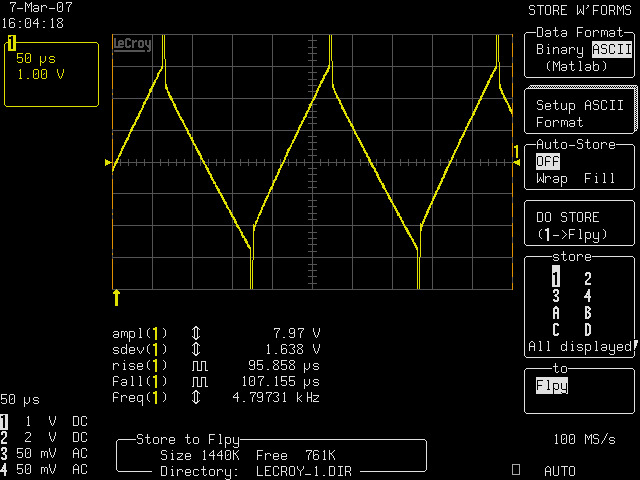 7-Mar-07
16:04:18
1
50 µs
1.00 V
LeCroy
1
STORE W'FORMS
Data Format
Binary ASCII
(Matlab)
Setup ASCII
Format
Auto-Store
OFF
Wrap Fill
DO STORE
(1->Flpy)
store
1 2
3 4
A B
C D
All displayed
to
Flpy
ampl(1) 7.97 V
sdev(1) 1.638 V
rise(1) 95.858 µs
fall(1) 107.155 µs
freq(1) 4.79731 kHz
50 µs
1 1 V DC
2 2 V DC
3 50 mV AC
4 50 mV AC
Store to Flpy
Size 1440K Free 761K
Directory: LECROY-1.DIR
100 MS/s
AUTO